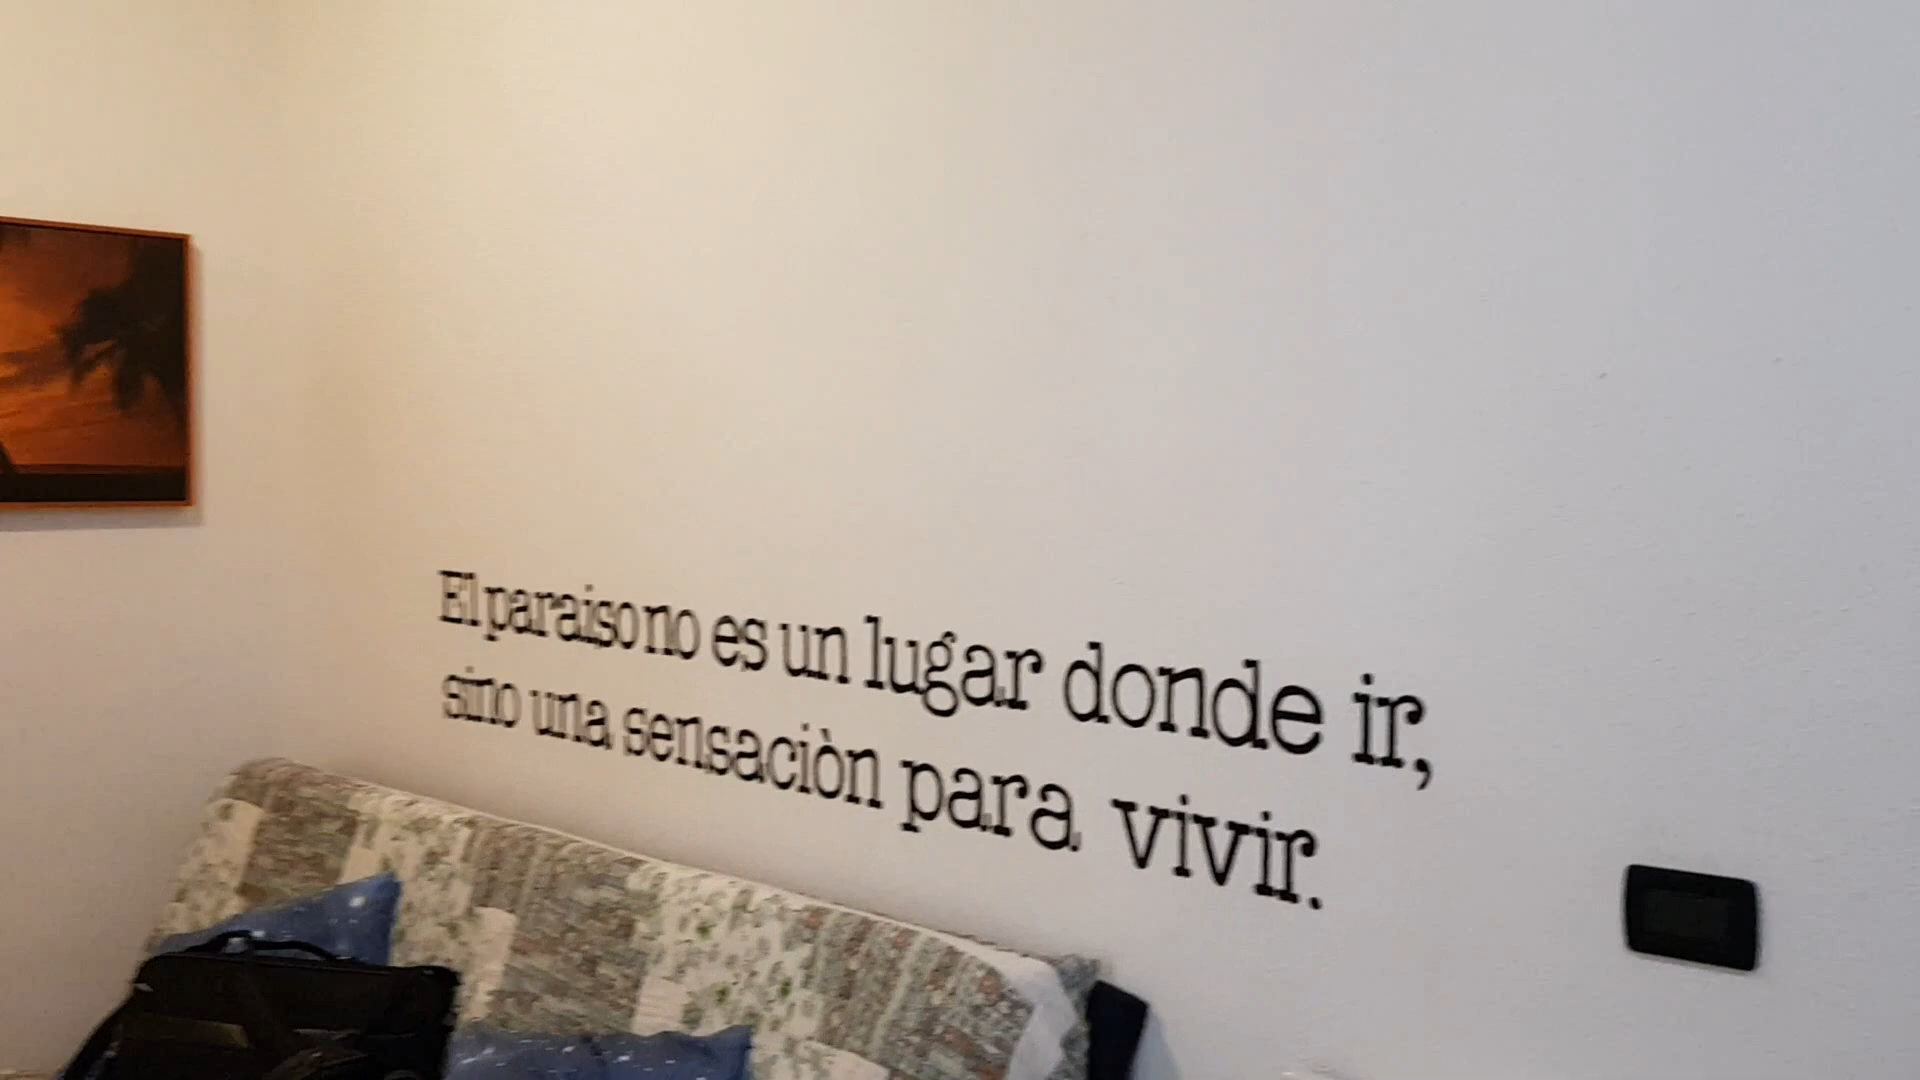 El paraiso no es un lugar donde ir,
sino una sensaciòn para vivir.